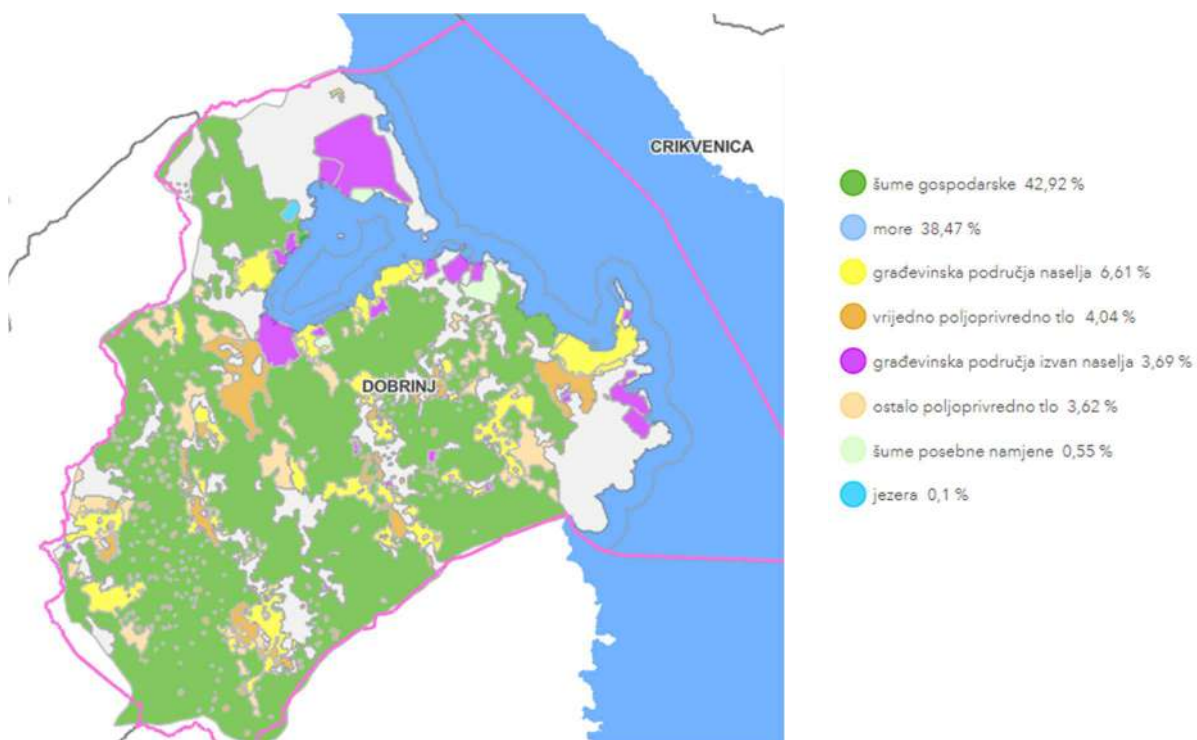 CRIKVENICA
DOBRINJ
šume gospodarske 42,92 %
more 38,47 %
građevinska područja naselja 6,61 %
vrijedno poljoprivredno tlo 4,04 %
građevinska područja izvan naselja 3,69 %
ostalo poljoprivredno tlo 3,62 %
šume posebne namjene 0,55 %
jezera 0,1 %